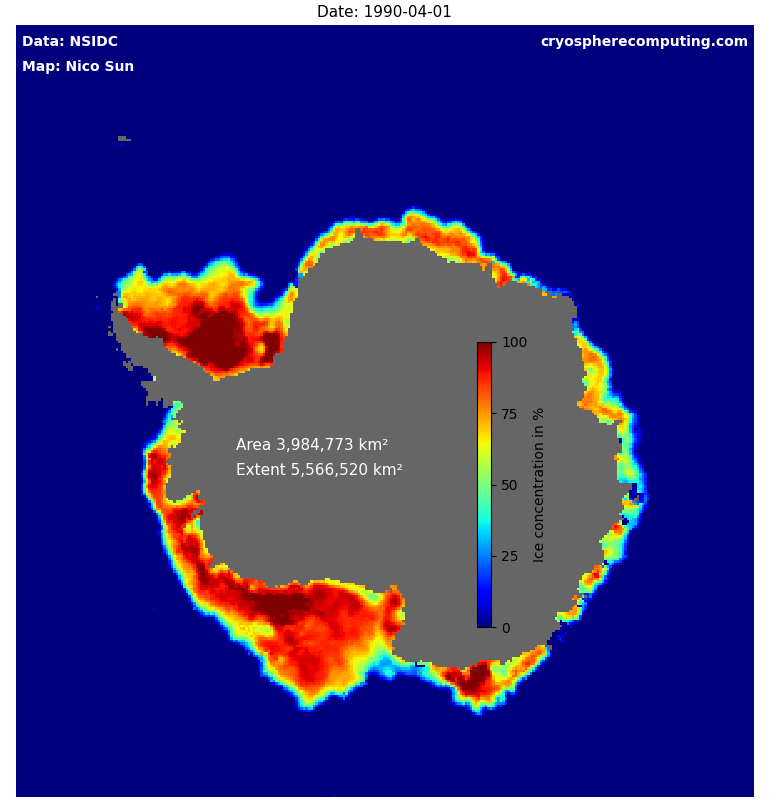 Date: 1990-04-01
Data: NSIDC
cryospherecomputing.com
Map: Nico Sun
Area 3,984,773 km²
Extent 5,566,520 km²
100
75
50
25
0
Ice concentration in %